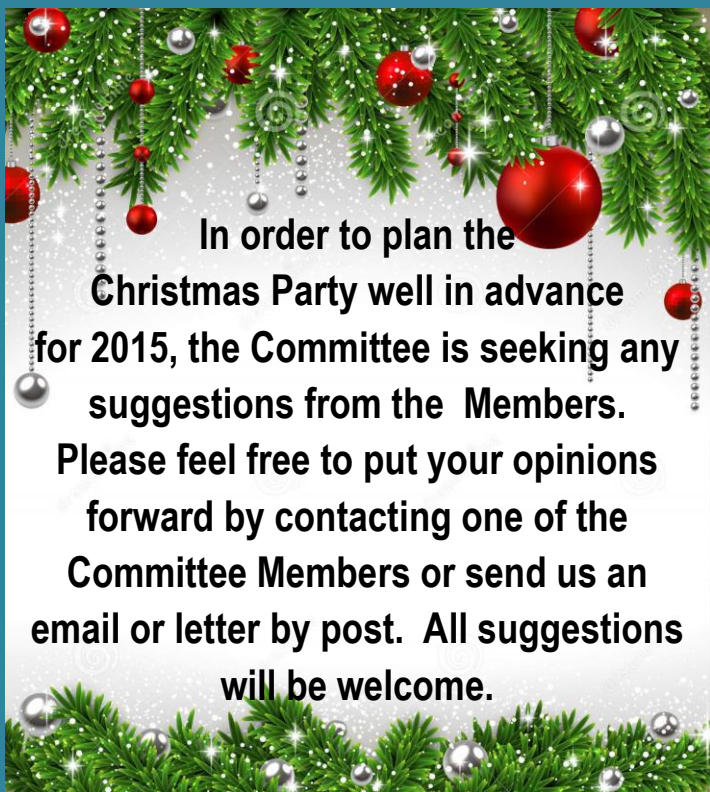 In order to plan the
Christmas Party well in advance
for 2015, the Committee is seeking any
suggestions from the  Members.
Please feel free to put your opinions
forward by contacting one of the
Committee Members or send us an
email or letter by post.  All suggestions
will be welcome.